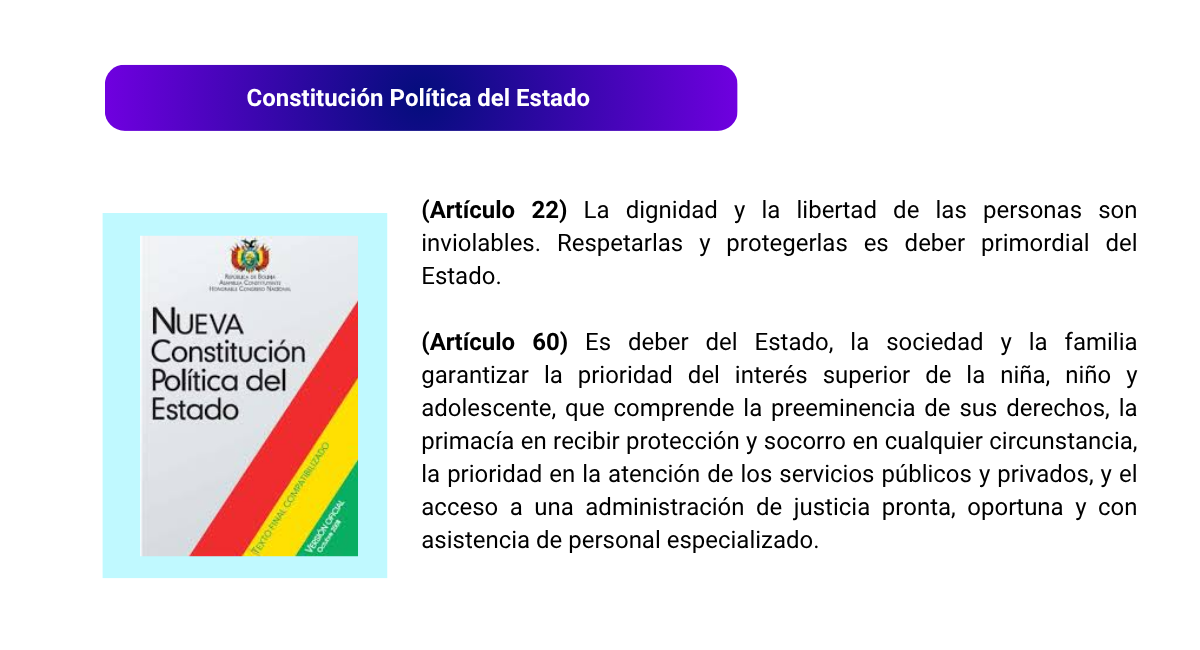 Constitución Política del Estado
(Artículo 22) La dignidad y la libertad de las personas son
inviolables. Respetarlas y protegerlas es deber primordial del
Estado.
REPÚBLICA DE BOLIVIA
ASAMBLEA CONSTITUYENTE
HONORABLE CONGRESO NACIONAL
NUEVA
Constitución
Política del
Estado
TEXTO FINAL COMPATIBILIZADO
VERSIÓN OFICIAL
Octubre 2008
(Artículo 60) Es deber del Estado, la sociedad y la familia
garantizar la prioridad del interés superior de la niña, niño y
adolescente, que comprende la preeminencia de sus derechos, la
primacía en recibir protección y socorro en cualquier circunstancia,
la prioridad en la atención de los servicios públicos y privados, y el
acceso a una administración de justicia pronta, oportuna y con
asistencia de personal especializado.